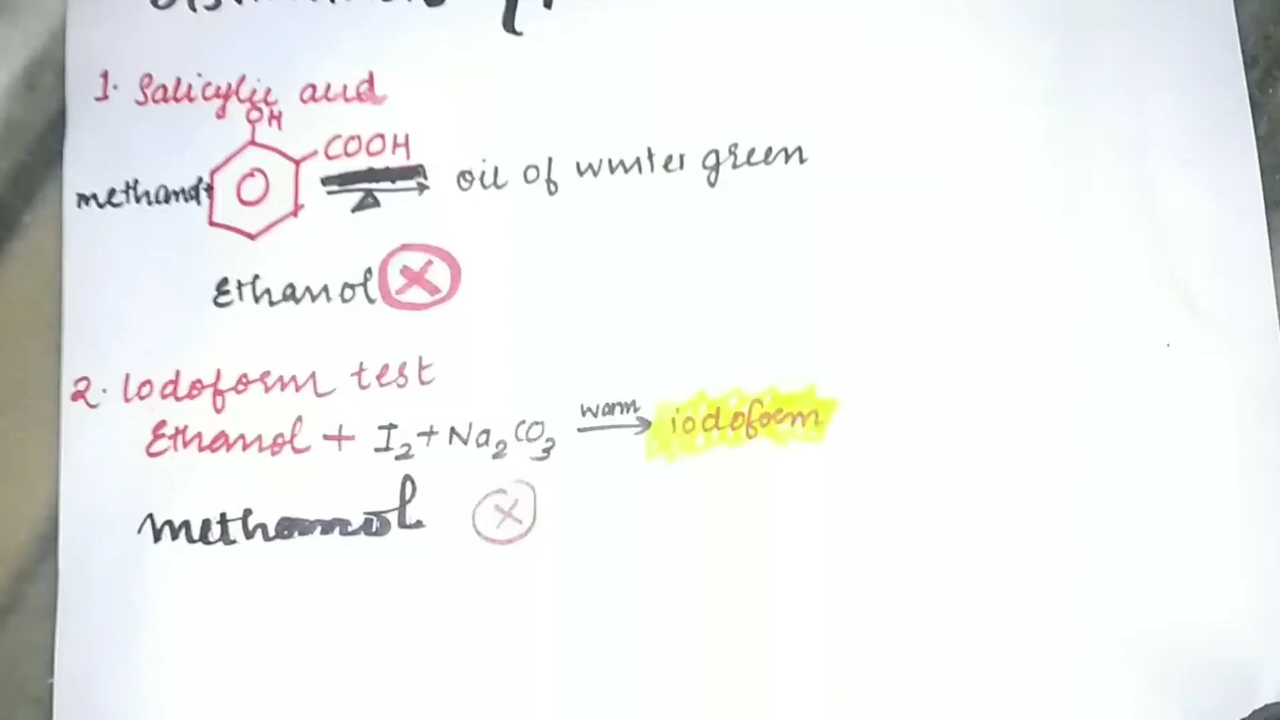 1. Salicylic acid
OH
COOH
methanol + → oil of winter green
Ethanol X
2. Iodoform test
warm
Ethanol + I2 + Na2CO3 → iodoform
methanol X